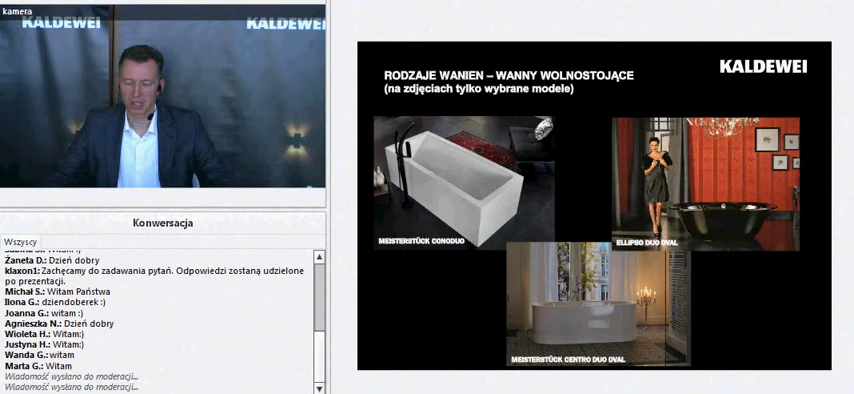 kamera
KALDEWEI
KALDEWEI
Konwersacja
Wszyscy
Żaneta D.: Dzień dobry
klaxon1: Zachęcamy do zadawania pytań. Odpowiedzi zostaną udzielone
po prezentacji.
Michał S.: Witam Państwa
Ilona G.: dziendoberek :)
Joanna G.: witam :)
Agnieszka N.: Dzień dobry
Wioleta H.: Witam:)
Justyna H.: Witam:)
Wanda G.: witam
Marta G.: Witam
Wiadomość wysłano do moderacji...
Wiadomość wysłano do moderacji...
KALDEWEI
RODZAJE WANIEN – WANNY WOLNOSTOJĄCE
(na zdjęciach tylko wybrane modele)
MEISTERSTÜCK CONODUO
ELLIPSO DUO OVAL
MEISTERSTÜCK CENTRO DUO OVAL